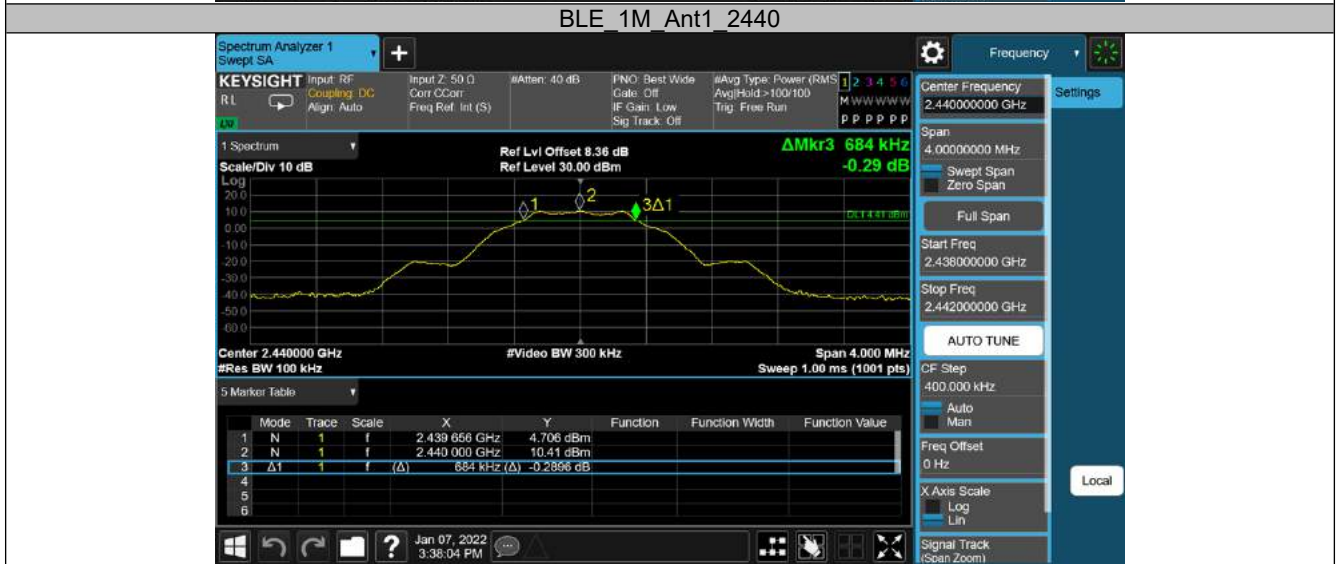 BLE_1M_Ant1_2440
Spectrum Analyzer 1
Swept SA
+
Frequency
KEYSIGHT
RL
LXI
Input: RF
Coupling: DC
Align: Auto
Input Z: 50 Ω
Corr CCorr
Freq Ref: Int (S)
#Atten: 40 dB
PNO: Best Wide
Gate: Off
IF Gain: Low
Sig Track: Off
#Avg Type: Power (RMS
Avg|Hold:>100/100
Trig: Free Run
1 2 3 4 5 6
M W W W W W
P P P P P P
Center Frequency
2.440000000 GHz
Settings
Span
4.00000000 MHz
Swept Span
Zero Span
Full Span
Start Freq
2.438000000 GHz
Stop Freq
2.442000000 GHz
AUTO TUNE
CF Step
400.000 kHz
Auto
Man
Freq Offset
0 Hz
X Axis Scale
Log
Lin
Signal Track
(Span Zoom)
Local
1 Spectrum
Scale/Div 10 dB
Ref Lvl Offset 8.36 dB
Ref Level 30.00 dBm
ΔMkr3 684 kHz
-0.29 dB
Log
20.0
10.0
0.00
-10.0
-20.0
-30.0
-40.0
-50.0
-60.0
1
2
3Δ1
DL1 4.41 dBm
Center 2.440000 GHz
#Res BW 100 kHz
#Video BW 300 kHz
Span 4.000 MHz
Sweep 1.00 ms (1001 pts)
5 Marker Table
Mode Trace Scale X Y Function Function Width Function Value
1 N 1 f 2.439 656 GHz 4.706 dBm
2 N 1 f 2.440 000 GHz 10.41 dBm
3 Δ1 1 f (Δ) 684 kHz (Δ) -0.2896 dB
4
5
6
?
Jan 07, 2022
3:38:04 PM